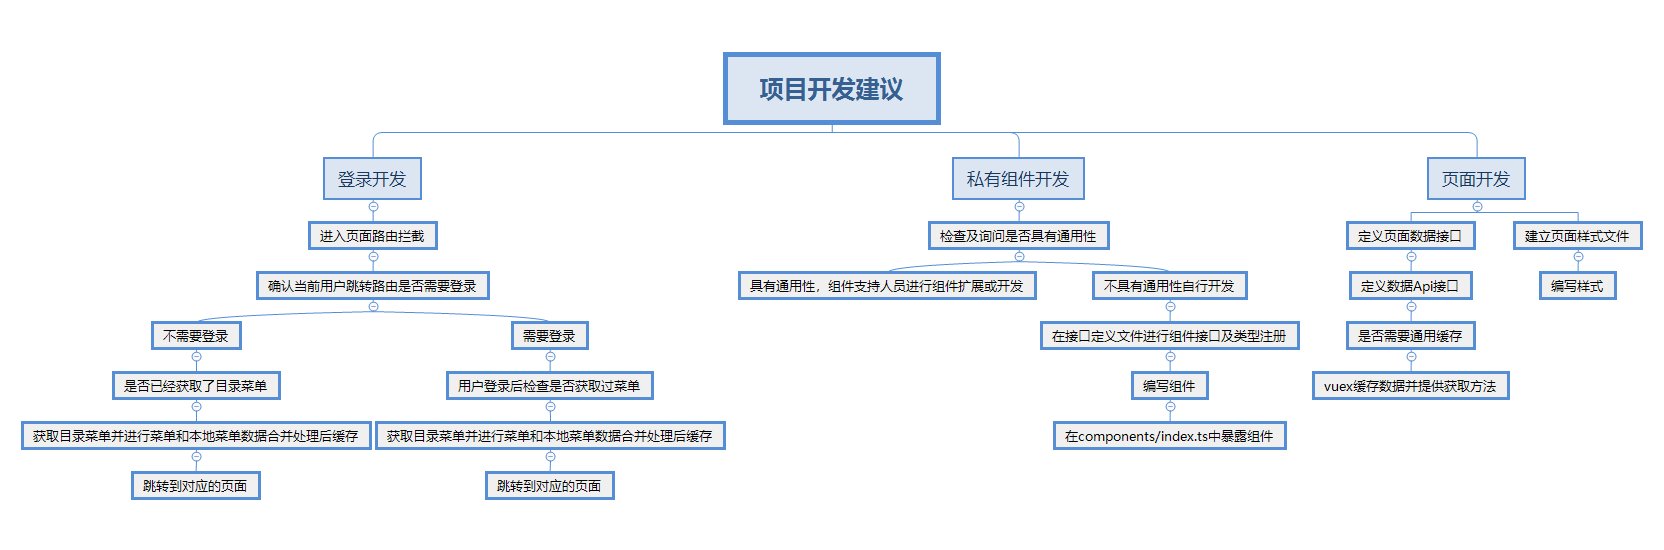 项目开发建议
登录开发
私有组件开发
页面开发
进入页面路由拦截
检查及询问是否具有通用性
定义页面数据接口
建立页面样式文件
确认当前用户跳转路由是否需要登录
具有通用性，组件支持人员进行组件扩展或开发
不具有通用性自行开发
定义数据Api接口
编写样式
不需要登录
需要登录
在接口定义文件进行组件接口及类型注册
是否需要通用缓存
是否已经获取了目录菜单
用户登录后检查是否获取过菜单
编写组件
vuex缓存数据并提供获取方法
获取目录菜单并进行菜单和本地菜单数据合并处理后缓存
获取目录菜单并进行菜单和本地菜单数据合并处理后缓存
在components/index.ts中暴露组件
跳转到对应的页面
跳转到对应的页面